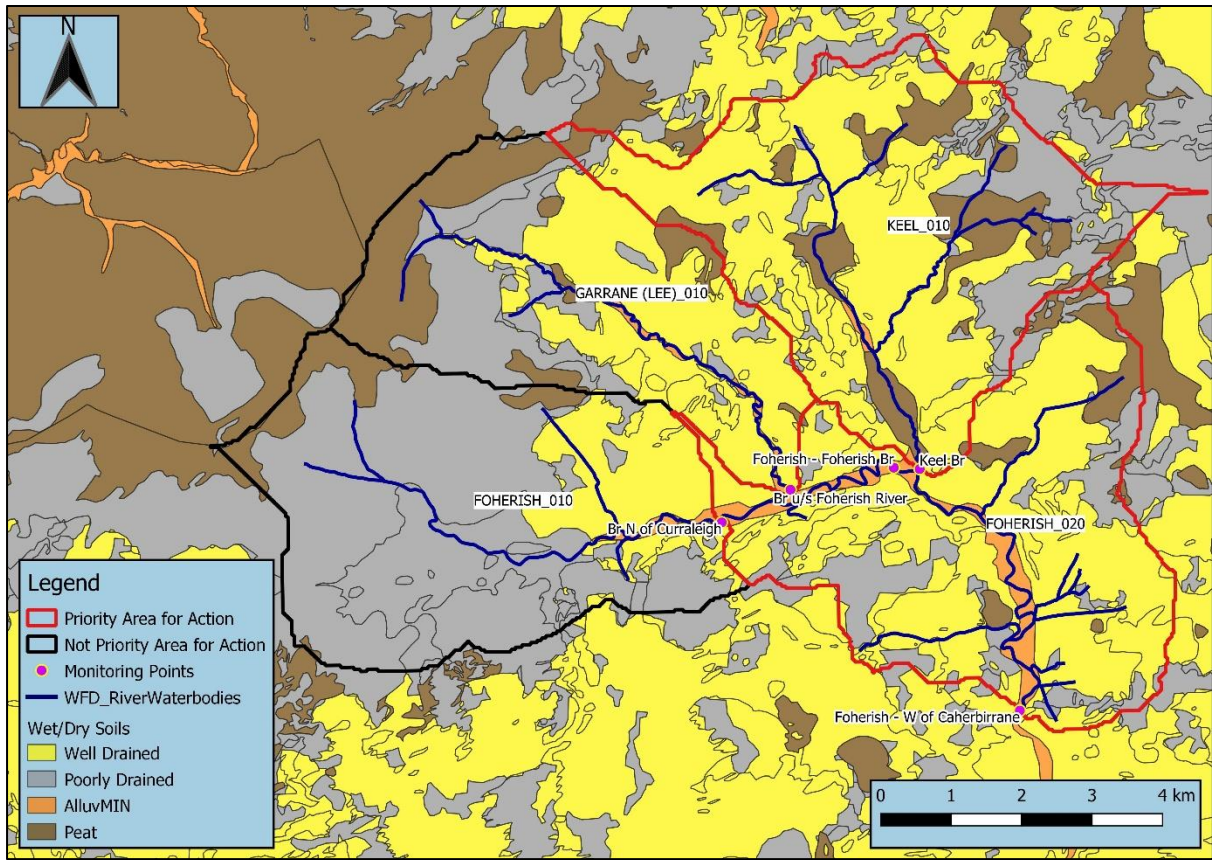 N
KEEL_010
GARRANE (LEE)_010
Foherish - Foherish Br
Keel Br
Br u/s Foherish River
FOHERISH_010
Br N of Curraleigh
FOHERISH_020
Foherish - W of Caherbirrane
Legend
Priority Area for Action
Not Priority Area for Action
Monitoring Points
WFD_RiverWaterbodies
Wet/Dry Soils
Well Drained
Poorly Drained
AlluvMIN
Peat
0 1 2 3 4 km